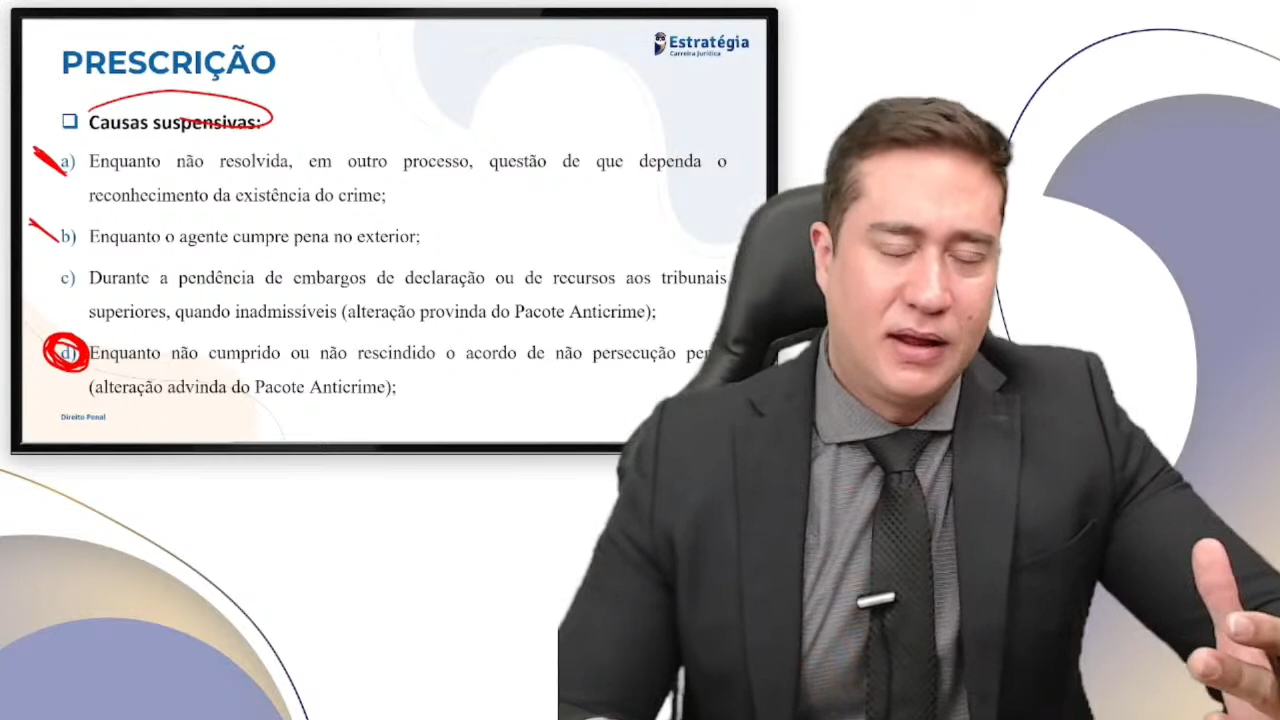 PRESCRIÇÃO
Estratégia
Carreira Jurídica
Causas suspensivas:
a) Enquanto não resolvida, em outro processo, questão de que dependa o
reconhecimento da existência do crime;
b) Enquanto o agente cumpre pena no exterior;
c) Durante a pendência de embargos de declaração ou de recursos aos tribunais
superiores, quando inadmissíveis (alteração provinda do Pacote Anticrime);
d) Enquanto não cumprido ou não rescindido o acordo de não persecução
(alteração advinda do Pacote Anticrime);
Direito Penal